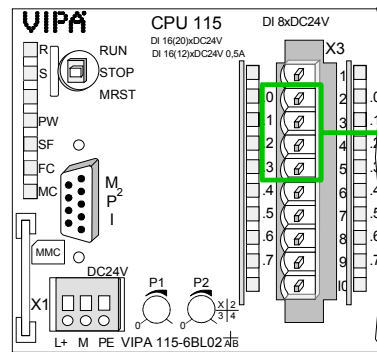 VIPA CPU 115 DI 8xDC24V
DI 16(20)xDC24V
DI 16(12)xDC24V 0,5A
X3
R RUN
S STOP
MRST
PW
SF
FC
MC
M
P
I
2
MMC
DC24V
X1
L+ M PE
P1 P2
0 0
X 2
3 4
VIPA 115-6BL02 AB
.0
.1
.2
.3
.4
.5
.6
.7
1
2
3
4
5
6
7
8
9
I0
.0
.1
.2
.3
.4
.5
.6
.7